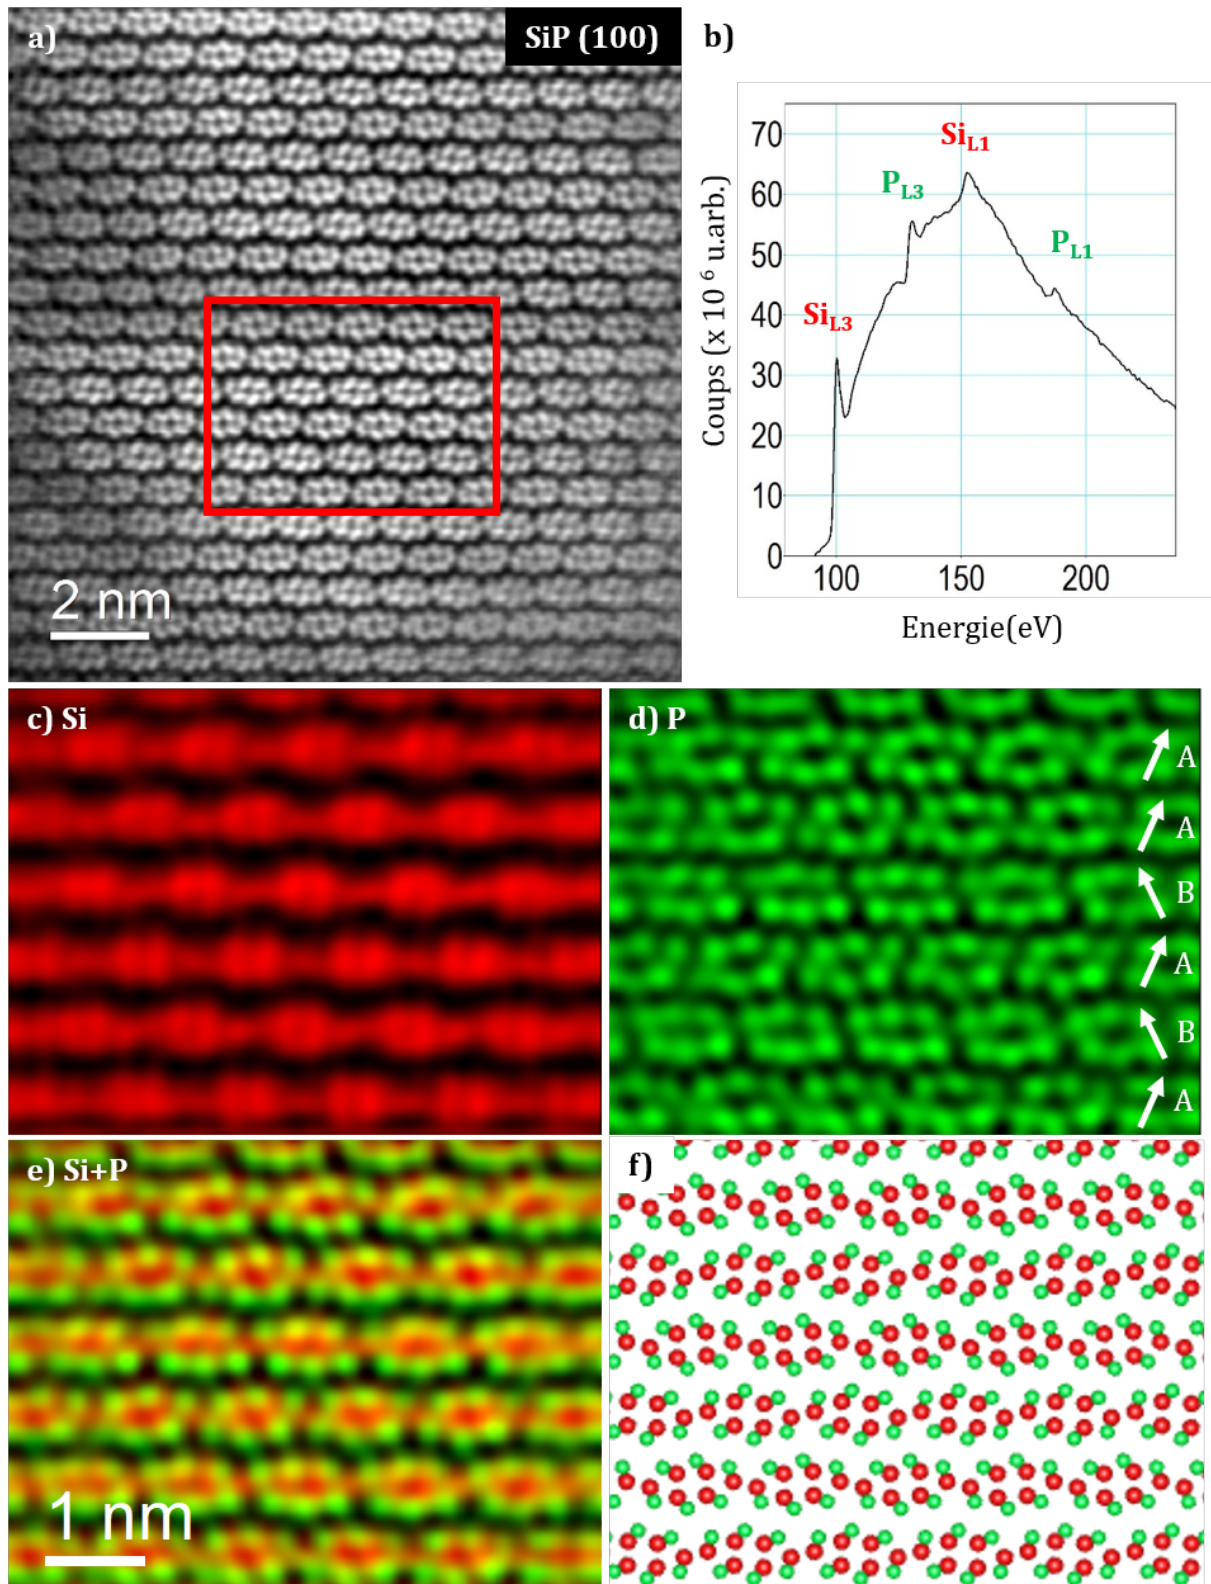 a)
SiP (100)
2 nm
b)
Coups (x 10 6 u.arb.)
70
60
50
40
30
20
10
0
SiL3
PL3
SiL1
PL1
100 150 200
Energie(eV)
c) Si
d) P
A
A
B
A
B
A
e) Si+P
1 nm
f)